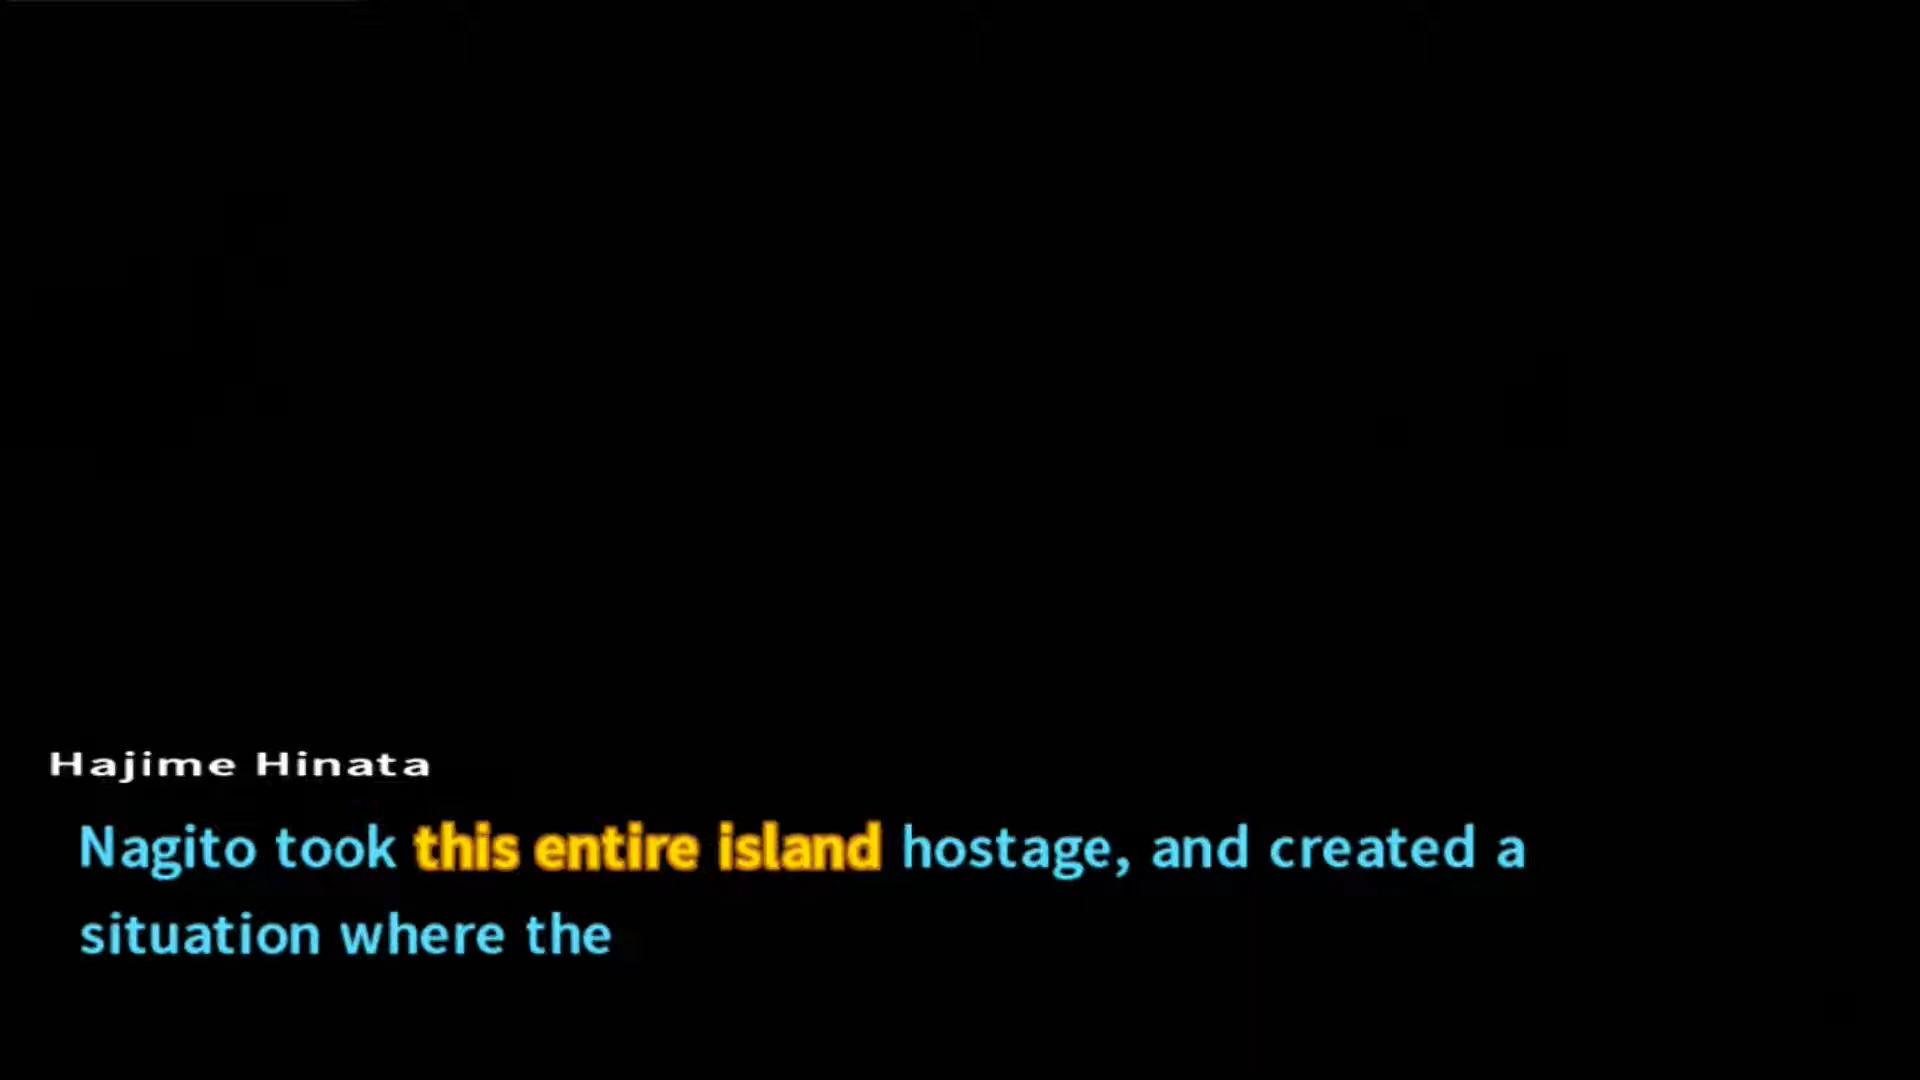 Hajime Hinata
Nagito took this entire island hostage, and created a
situation where the